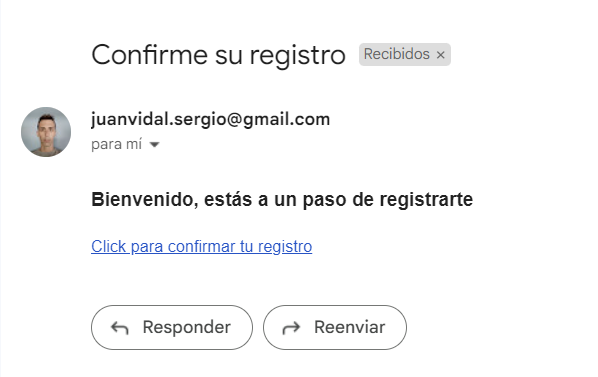 Confirme su registro Recibidos ×
juanvidal.sergio@gmail.com
para mí
Bienvenido, estás a un paso de registrarte
Click para confirmar tu registro
Responder Reenviar